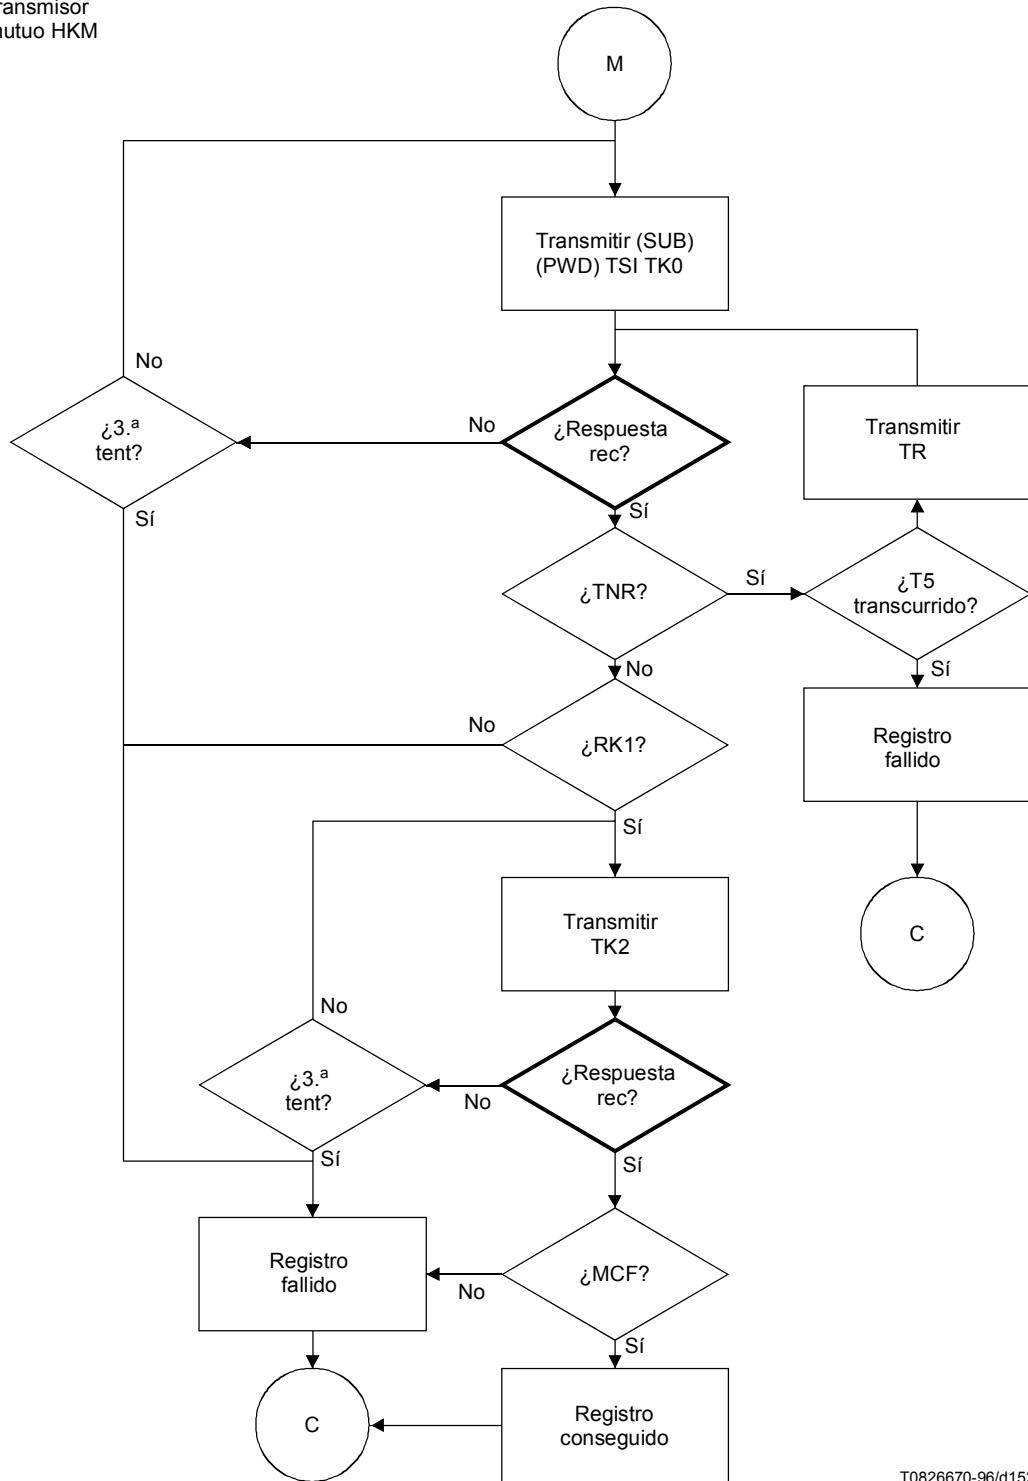 ransmisor
utuo HKM
M
Transmitir (SUB)
(PWD) TSI TK0
No
¿3.ª
tent?
No
¿Respuesta
rec?
Transmitir
TR
Sí
Sí
¿TNR?
Sí
¿T5
transcurrido?
No
Sí
No
¿RK1?
Registro
fallido
Sí
Transmitir
TK2
C
No
¿3.ª
tent?
No
¿Respuesta
rec?
Sí
Sí
Registro
fallido
No
¿MCF?
Sí
C
Registro
conseguido
T0826670-96/d15